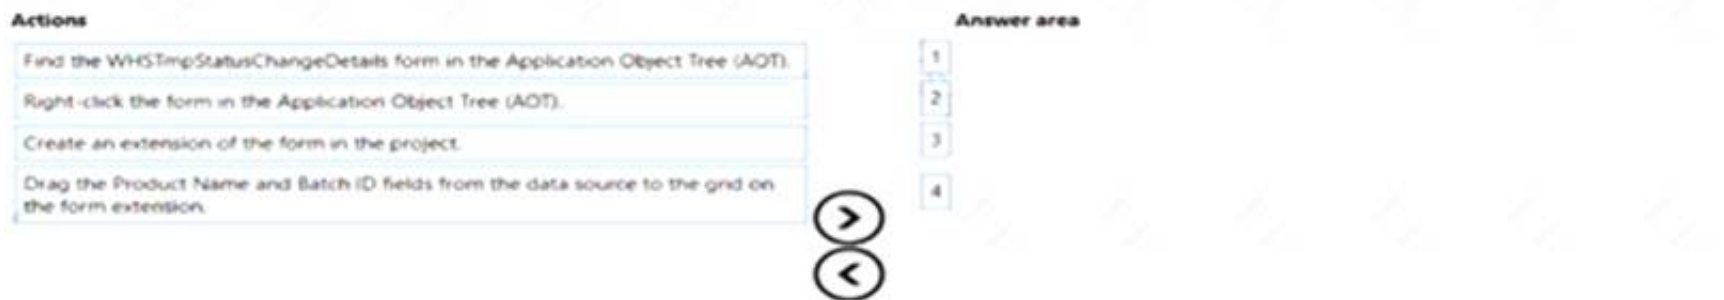 Actions
Answer area
Find the WHSTmpStatusChangeDetails form in the Application Object Tree (AOT).
1
Right-click the form in the Application Object Tree (AOT).
2
Create an extension of the form in the project.
3
Drag the Product Name and Batch ID fields from the data source to the grid on
the form extension.
4